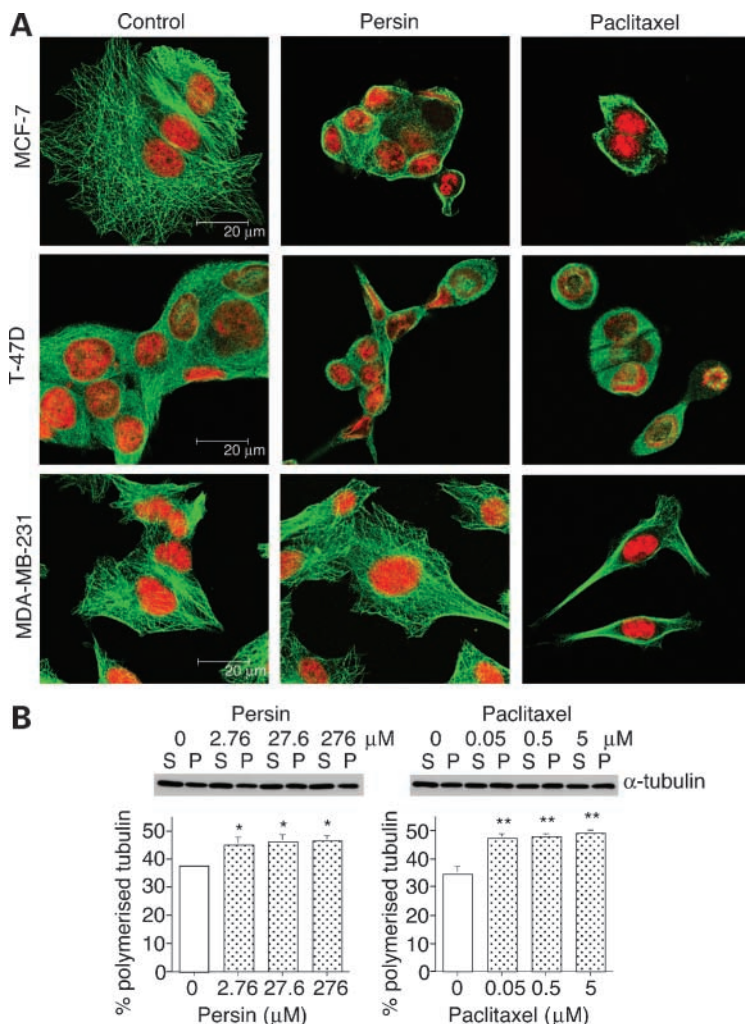 A
Control
Persin
Paclitaxel
MCF-7
20 µm
T-47D
20 µm
MDA-MB-231
20 µm
B
Persin
0 2.76 27.6 276 µM
S P S P S P S P
Paclitaxel
0 0.05 0.5 5 µM
S P S P S P S P
α-tubulin
% polymerised tubulin
50
40
30
20
10
0
* * *
0 2.76 27.6 276
Persin (µM)
% polymerised tubulin
50
40
30
20
10
0
** ** **
0 0.05 0.5 5
Paclitaxel (µM)